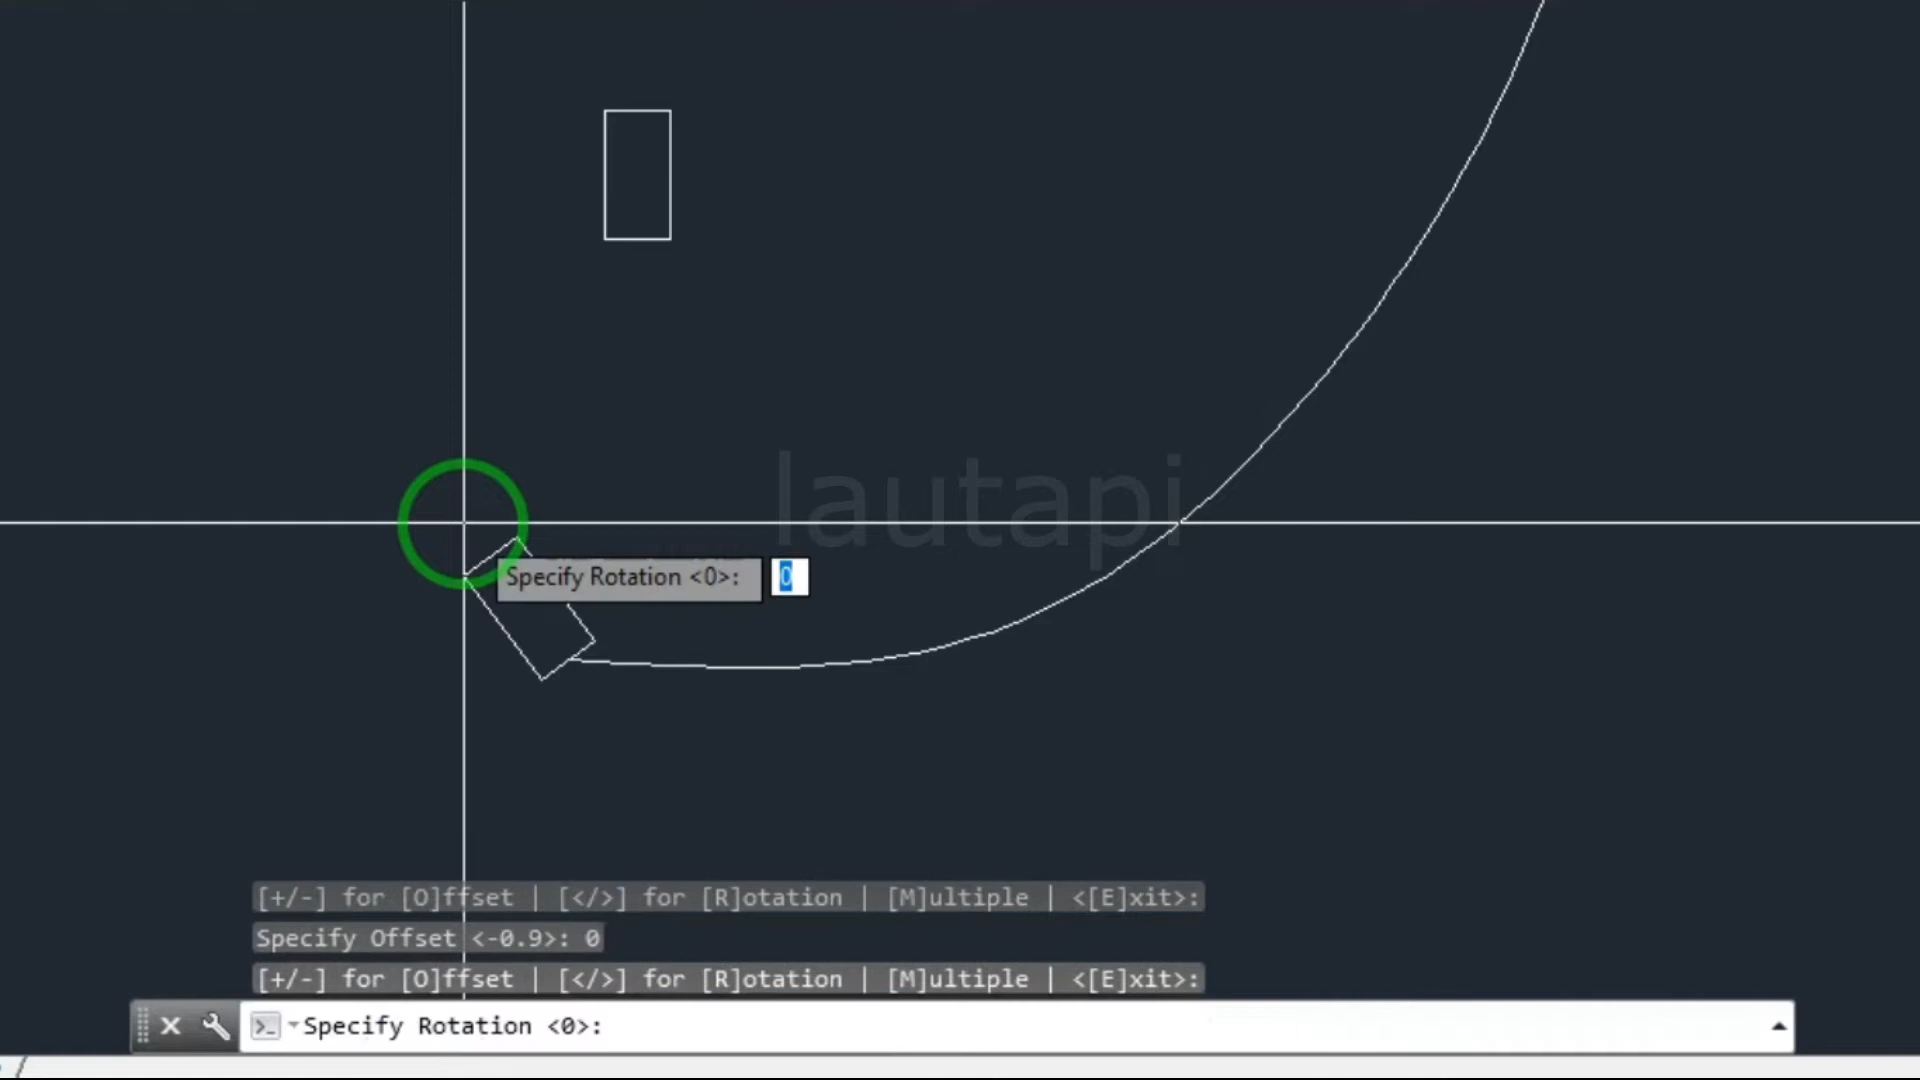 lautapi
Specify Rotation <0>: 0
[+/-] for [O]ffset | [</>] for [R]otation | [M]ultiple | <[E]xit>:
Specify Offset <-0.9>: 0
[+/-] for [O]ffset | [</>] for [R]otation | [M]ultiple | <[E]xit>:
Specify Rotation <0>: